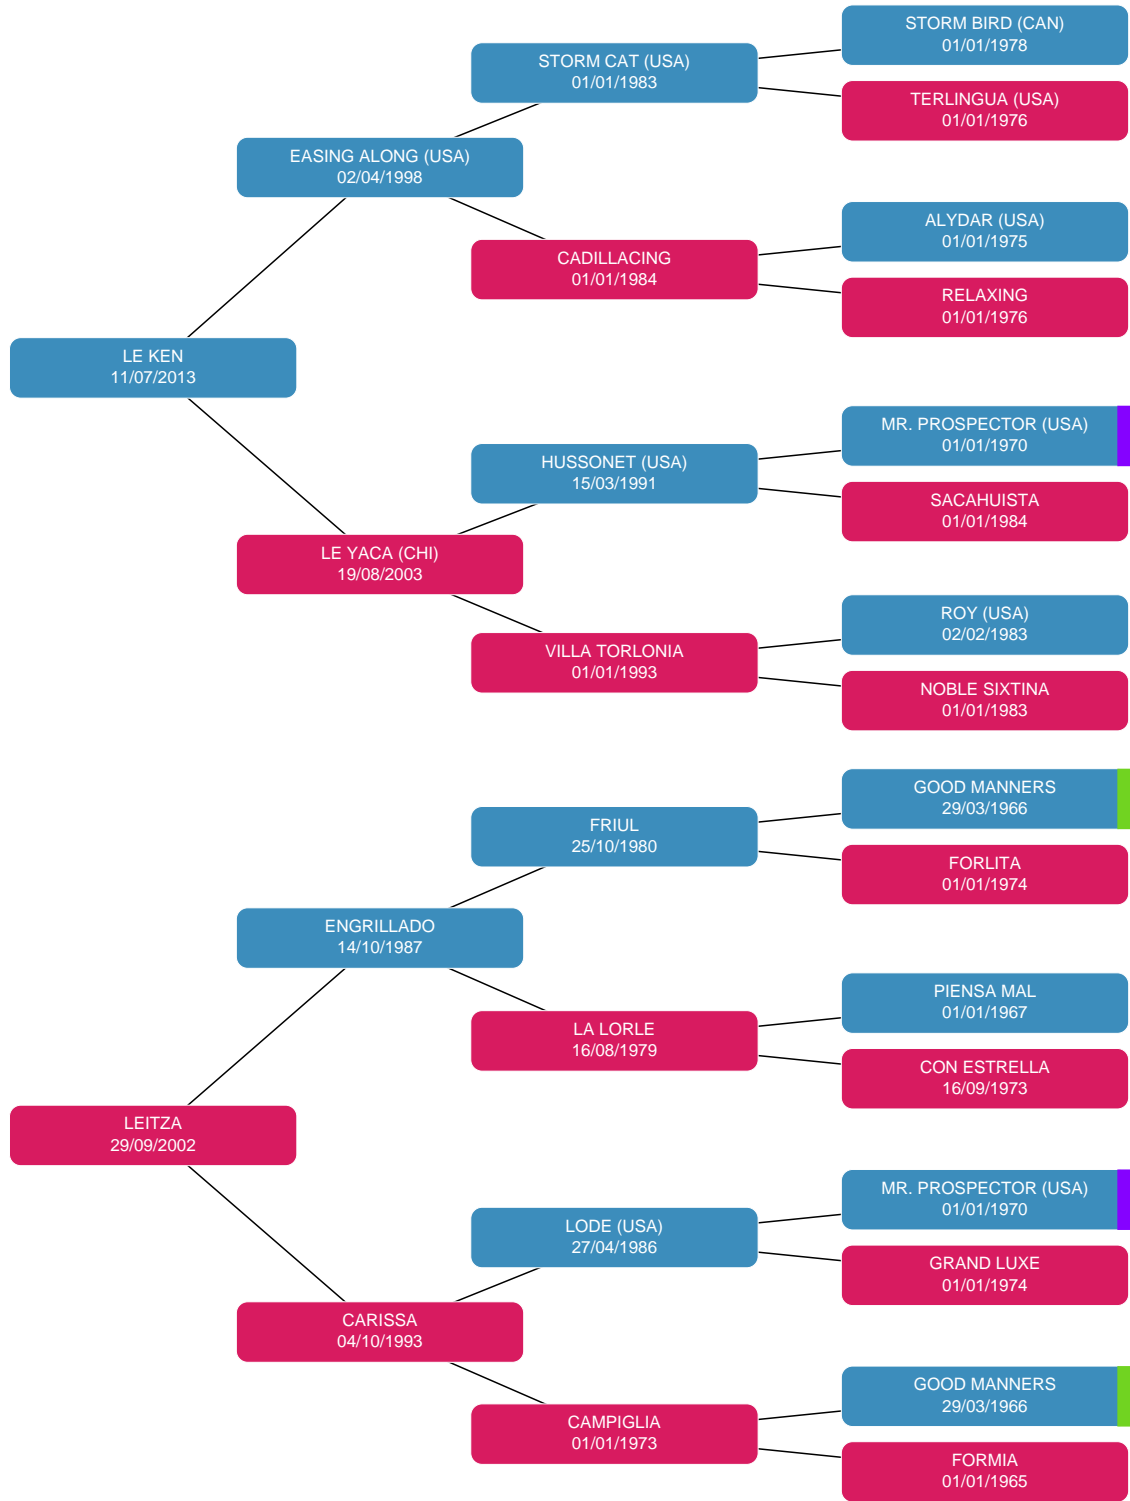 STORM BIRD (CAN)
01/01/1978
STORM CAT (USA)
01/01/1983
TERLINGUA (USA)
01/01/1976
EASING ALONG (USA)
02/04/1998
ALYDAR (USA)
01/01/1975
CADILLACING
01/01/1984
RELAXING
01/01/1976
LE KEN
11/07/2013
MR. PROSPECTOR (USA)
01/01/1970
HUSSONET (USA)
15/03/1991
SACAHUISTA
01/01/1984
LE YACA (CHI)
19/08/2003
ROY (USA)
02/02/1983
VILLA TORLONIA
01/01/1993
NOBLE SIXTINA
01/01/1983
GOOD MANNERS
29/03/1966
FRIUL
25/10/1980
FORLITA
01/01/1974
ENGRILLADO
14/10/1987
PIENSA MAL
01/01/1967
LA LORLE
16/08/1979
CON ESTRELLA
16/09/1973
LEITZA
29/09/2002
MR. PROSPECTOR (USA)
01/01/1970
LODE (USA)
27/04/1986
GRAND LUXE
01/01/1974
CARISSA
04/10/1993
GOOD MANNERS
29/03/1966
CAMPIGLIA
01/01/1973
FORMIA
01/01/1965